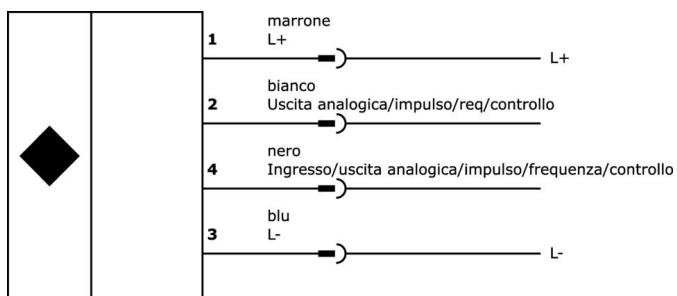 marrone
1 L+
L+
bianco
2 Uscita analogica/impulso/req/controllo
nero
4 Ingresso/uscita analogica/impulso/frequenza/controllo
blu
3 L-
L-